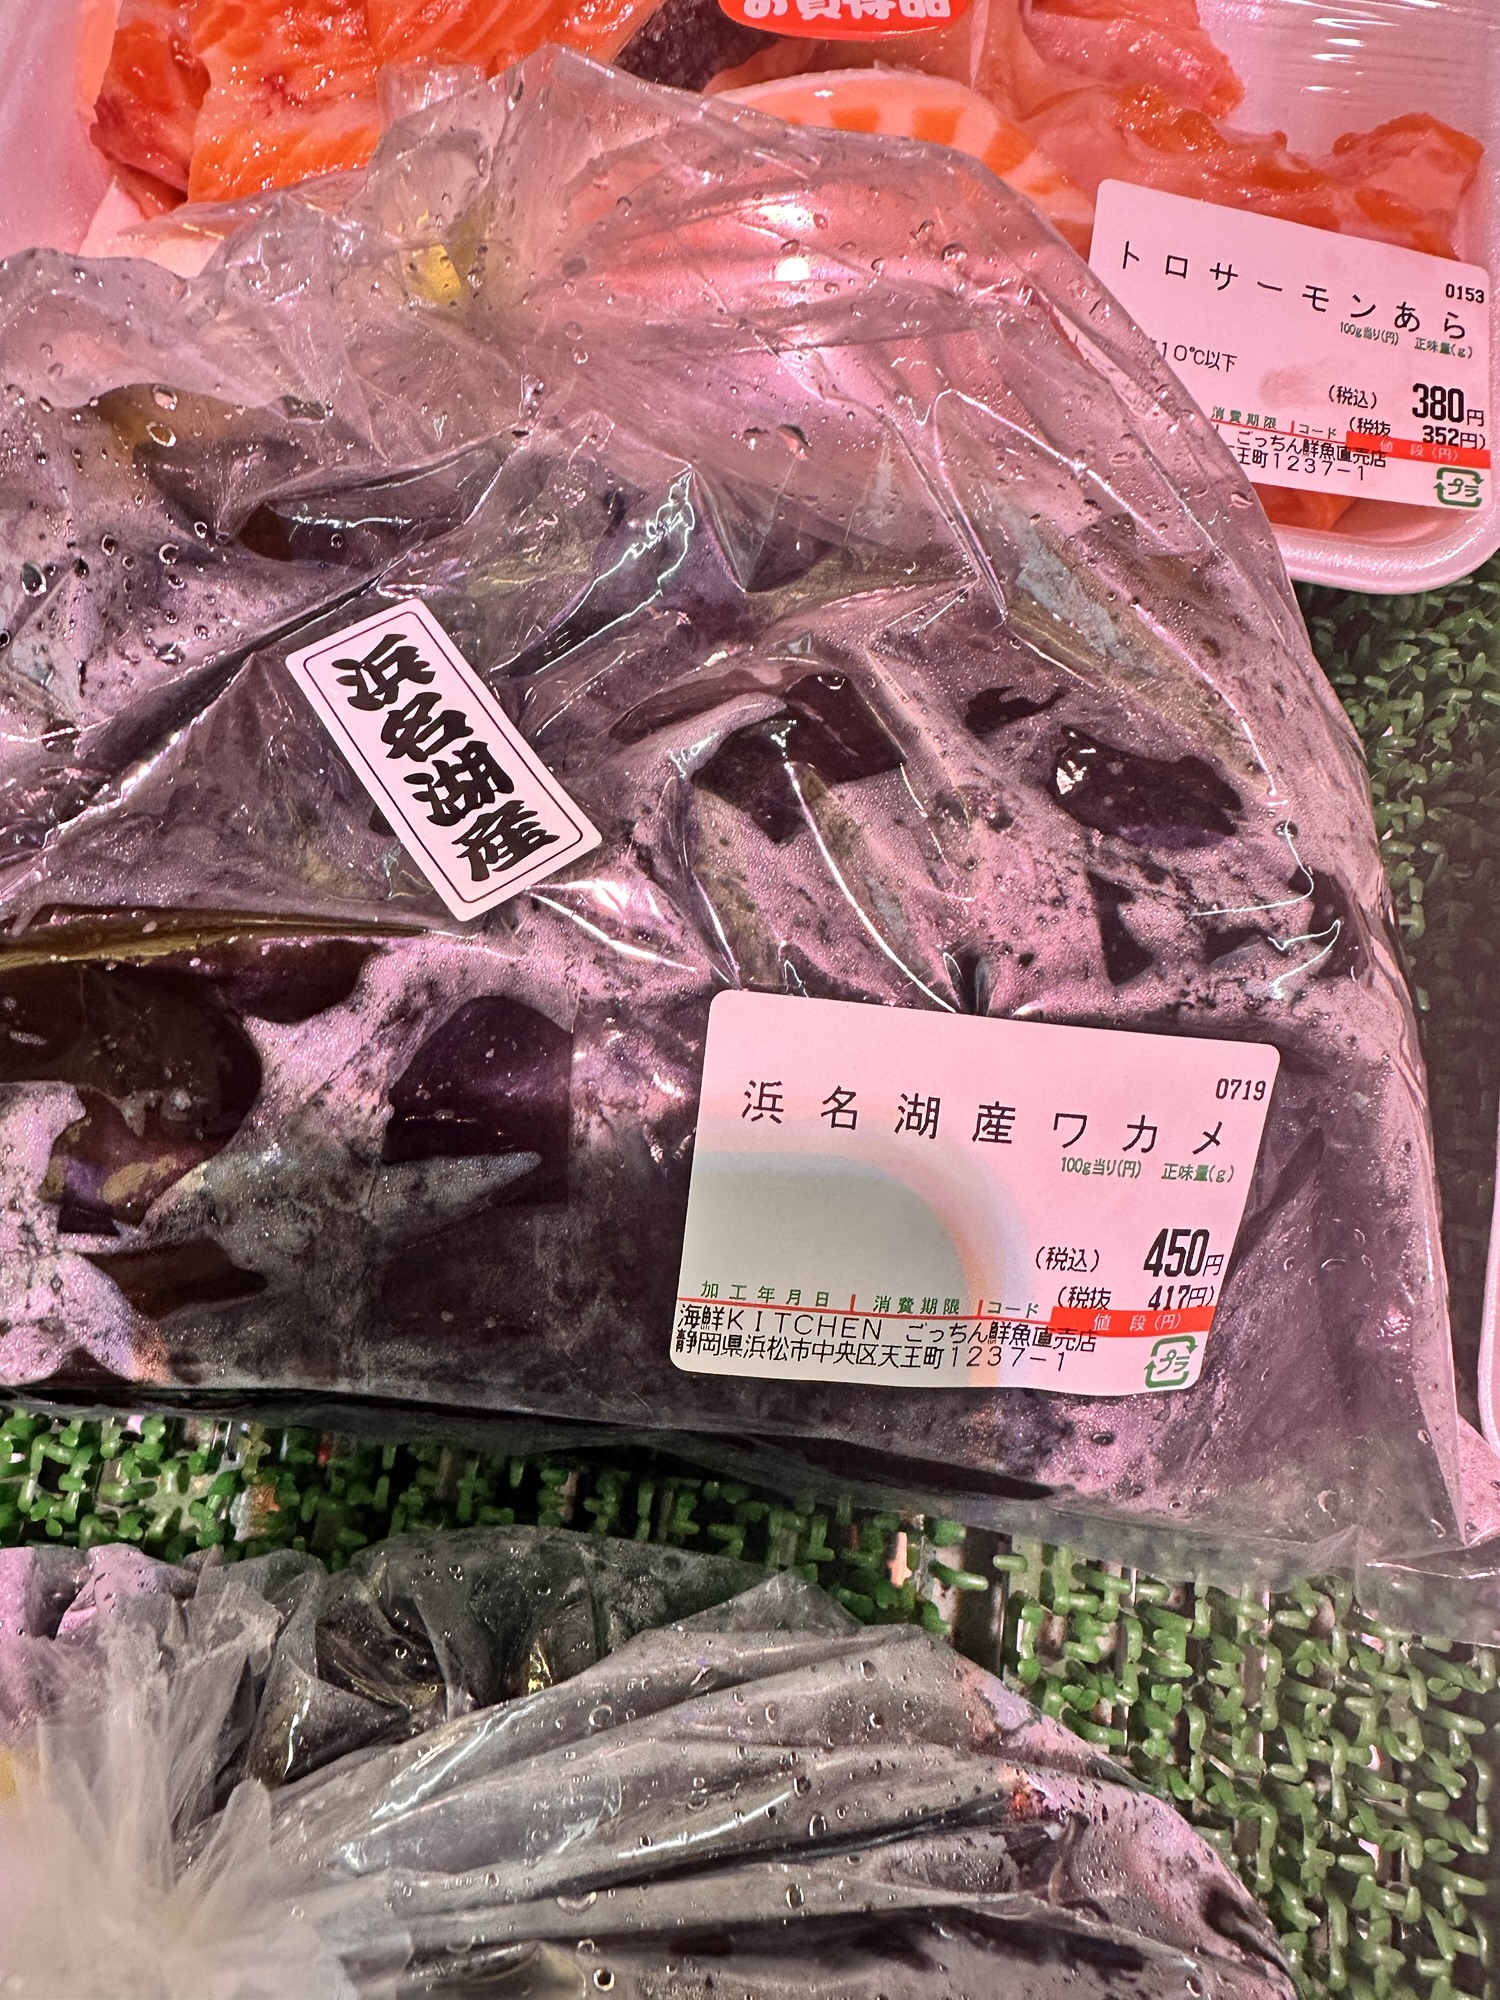 お買得品
0153
トロサーモンあら
100g当り(円) 正味量(g)
10℃以下
(税込) 380円
消費期限 コード (税抜 352円)
値段(円)
ごっちん鮮魚直売店
王町1237-1
プラ
浜名湖産
0719
浜名湖産ワカメ
100g当り(円) 正味量(g)
(税込) 450円
加工年月日 消費期限 コード (税抜 417円)
値段(円)
海鮮KITCHEN ごっちん鮮魚直売店
静岡県浜松市中央区天王町1237-1
プラ